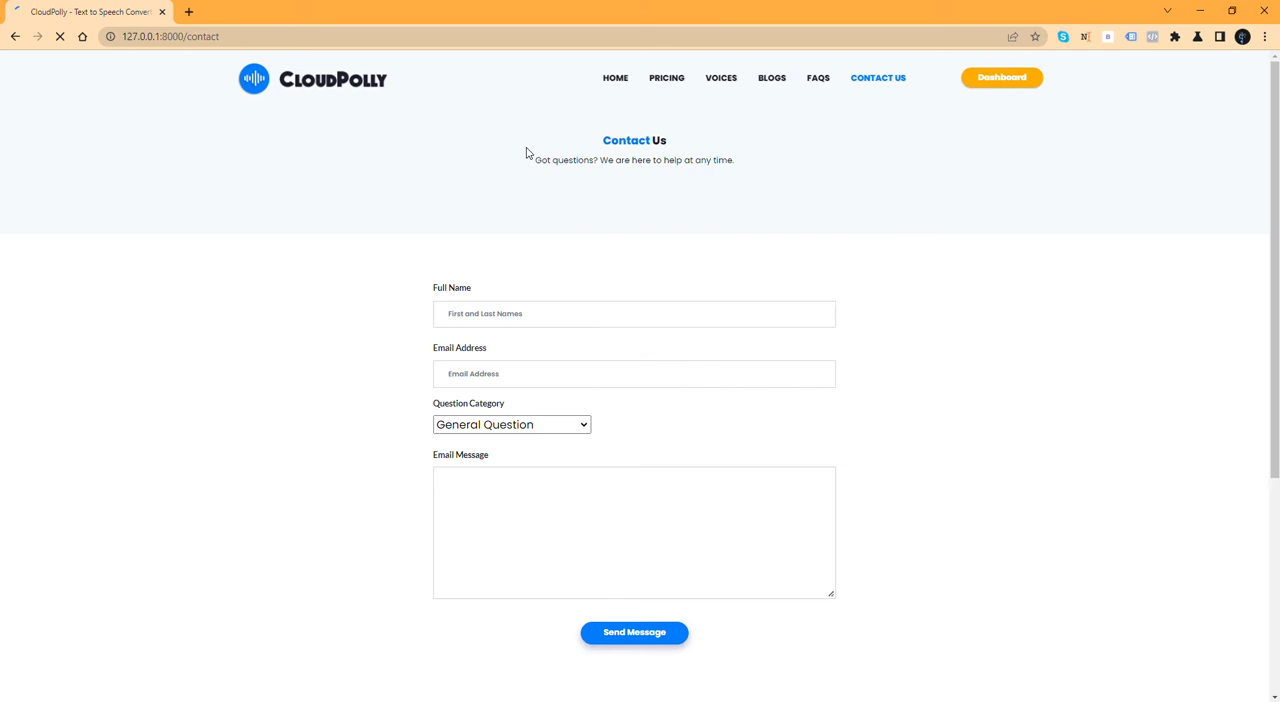 CloudPolly - Text to Speech Convert
127.0.0.1:8000/contact
CLOUDPOLLY
HOME
PRICING
VOICES
BLOGS
FAQS
CONTACT US
Dashboard
Contact Us
Got questions? We are here to help at any time.
Full Name
First and Last Names
Email Address
Email Address
Question Category
General Question
Email Message
Send Message